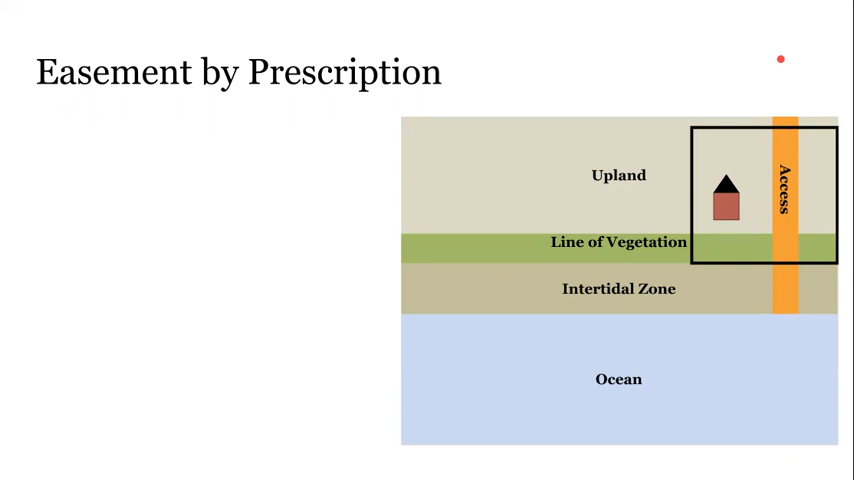 Easement by Prescription
Upland
Access
Line of Vegetation
Intertidal Zone
Ocean